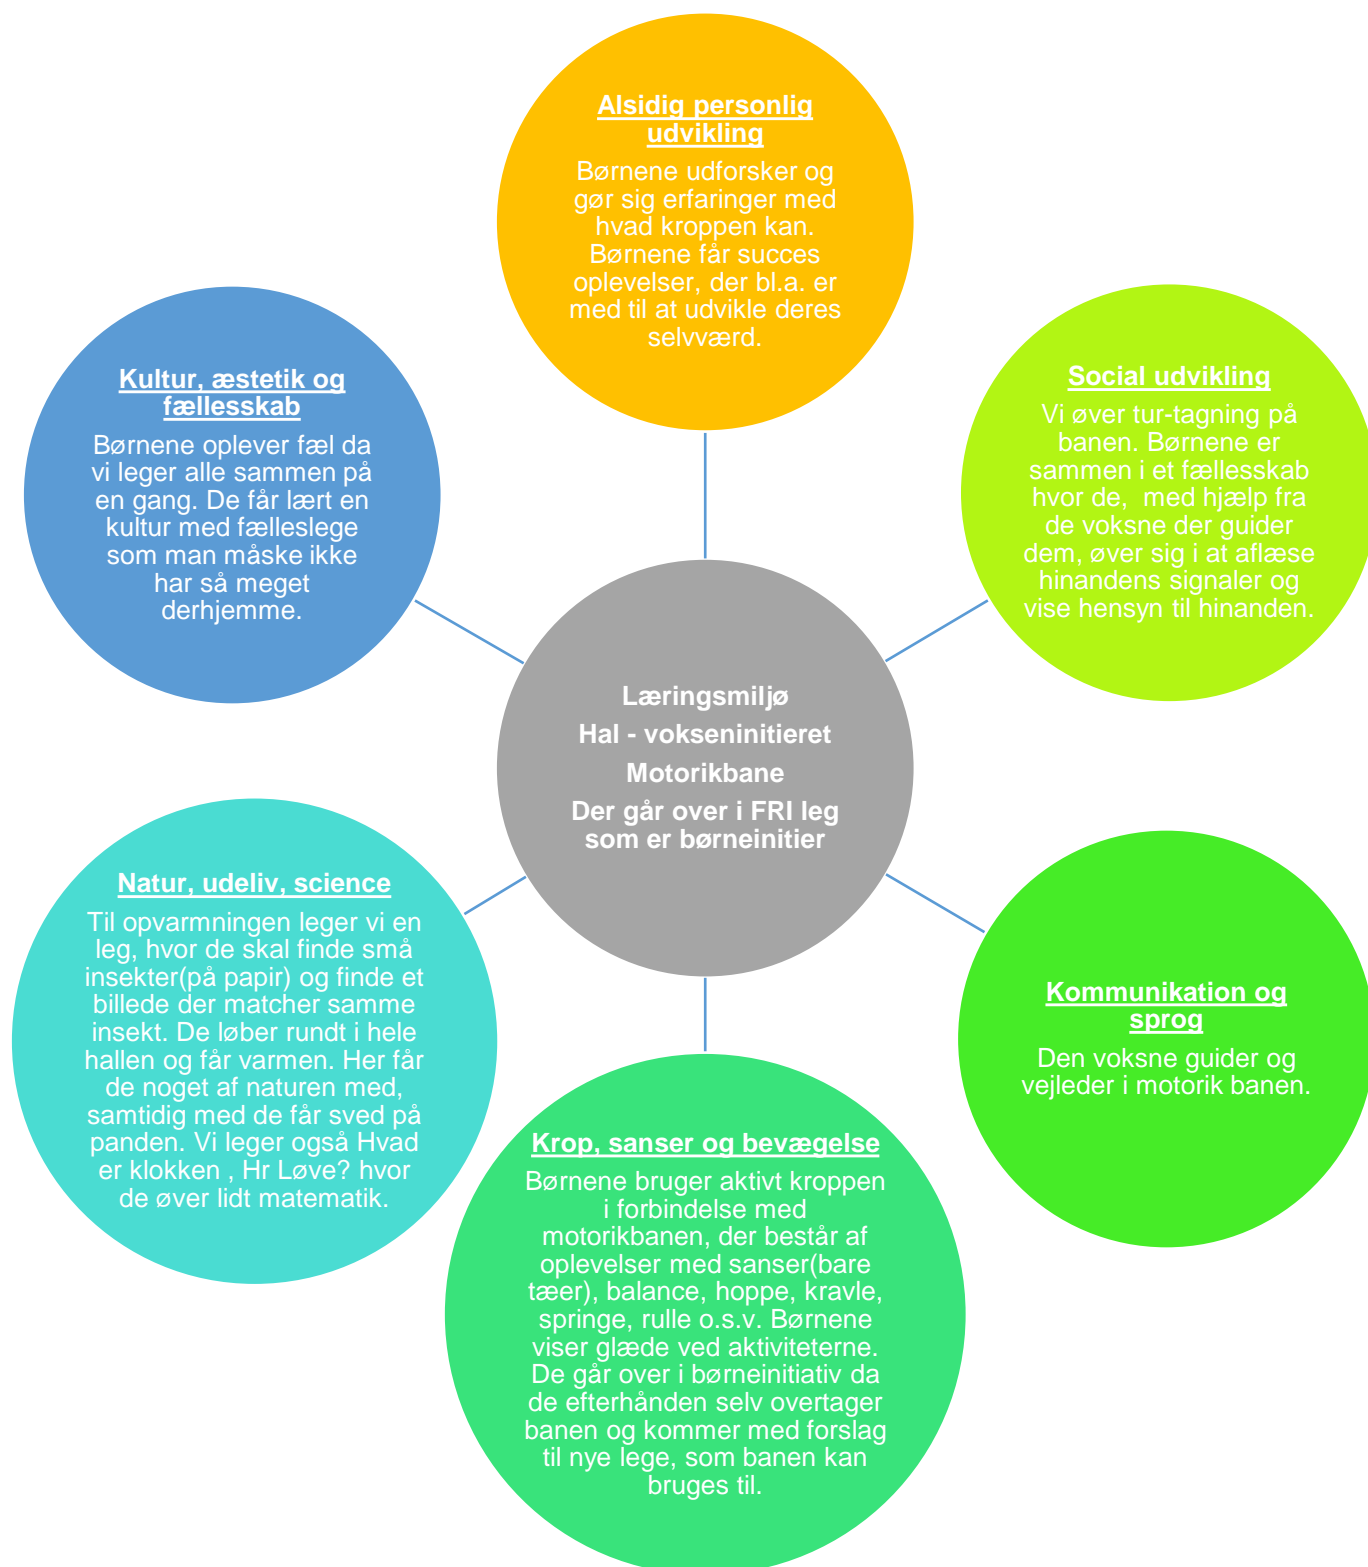 Alsidig personlig
udvikling
Børnene udforsker og
gør sig erfaringer med
hvad kroppen kan.
Børnene får succes
oplevelser, der bl.a. er
med til at udvikle deres
selvværd.
Social udvikling
Vi øver tur-tagning på
banen. Børnene er
sammen i et fællesskab
hvor de,  med hjælp fra
de voksne der guider
dem, øver sig i at aflæse
hinandens signaler og
vise hensyn til hinanden.
Kommunikation og
sprog
Den voksne guider og
vejleder i motorik banen.
Krop, sanser og bevægelse
Børnene bruger aktivt kroppen
i forbindelse med
motorikbanen, der består af
oplevelser med sanser(bare
tæer), balance, hoppe, kravle,
springe, rulle o.s.v. Børnene
viser glæde ved aktiviteterne.
De går over i børneinitiativ da
de efterhånden selv overtager
banen og kommer med forslag
til nye lege, som banen kan
bruges til.
Natur, udeliv, science
Til opvarmningen leger vi en
leg, hvor de skal finde små
insekter(på papir) og finde et
billede der matcher samme
insekt. De løber rundt i hele
hallen og får varmen. Her får
de noget af naturen med,
samtidig med de får sved på
panden. Vi leger også Hvad
er klokken , Hr Løve? hvor
de øver lidt matematik.
Kultur, æstetik og
fællesskab
Børnene oplever fæl da
vi leger alle sammen på
en gang. De får lært en
kultur med fælleslege
som man måske ikke
har så meget
derhjemme.
Læringsmiljø
Hal - vokseninitieret
Motorikbane
Der går over i FRI leg
som er børneinitier